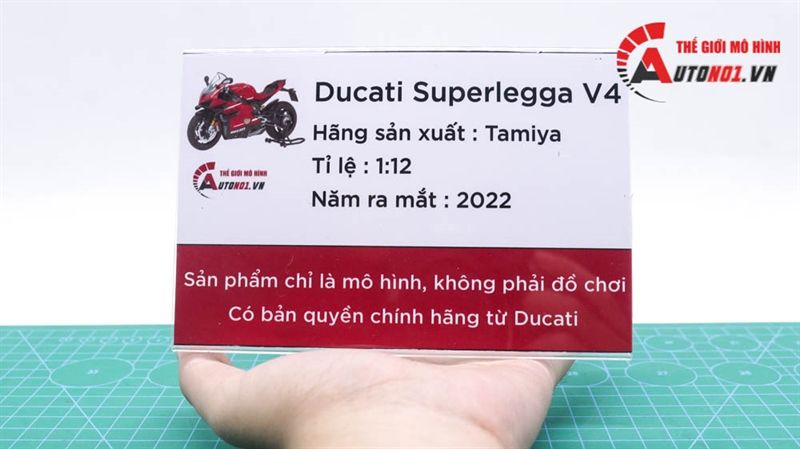 THẾ GIỚI MÔ HÌNH
AUTONO1.VN
Ducati Superlegga V4
Hãng sản xuất : Tamiya
Tỉ lệ : 1:12
Năm ra mắt : 2022
THẾ GIỚI MÔ HÌNH
AUTONO1.VN
Sản phẩm chỉ là mô hình, không phải đồ chơi
Có bản quyền chính hãng từ Ducati